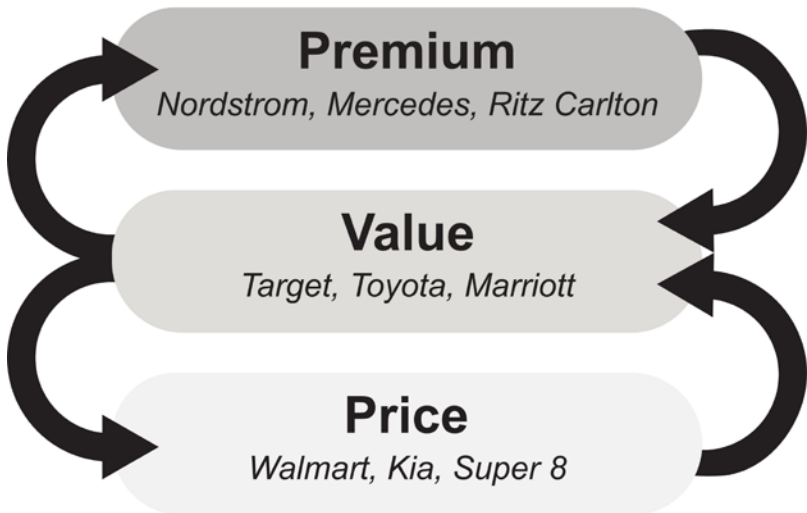 Premium
Nordstrom, Mercedes, Ritz Carlton
Value
Target, Toyota, Marriott
Price
Walmart, Kia, Super 8